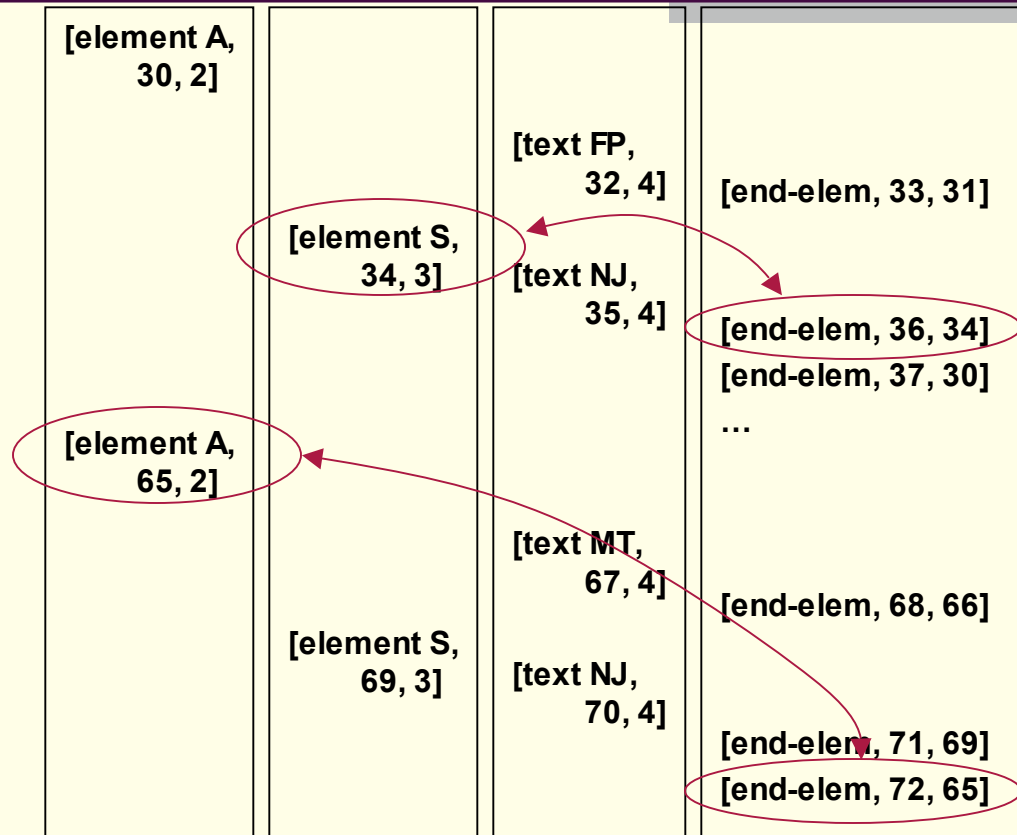 [element A,
30, 2]
[element A,
65, 2]
[element S,
34, 3]
[element S,
69, 3]
[text FP,
32, 4]
[text NJ,
35, 4]
[text MT,
67, 4]
[text NJ,
70, 4]
[end-elem, 33, 31]
[end-elem, 36, 34]
[end-elem, 37, 30]
…
[end-elem, 68, 66]
[end-elem, 71, 69]
[end-elem, 72, 65]